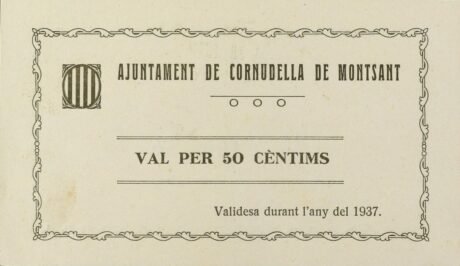 AJUNTAMENT DE CORNUDELLA DE MONTSANT
VAL PER 50 CÈNTIMS
Validesa durant l'any del 1937.